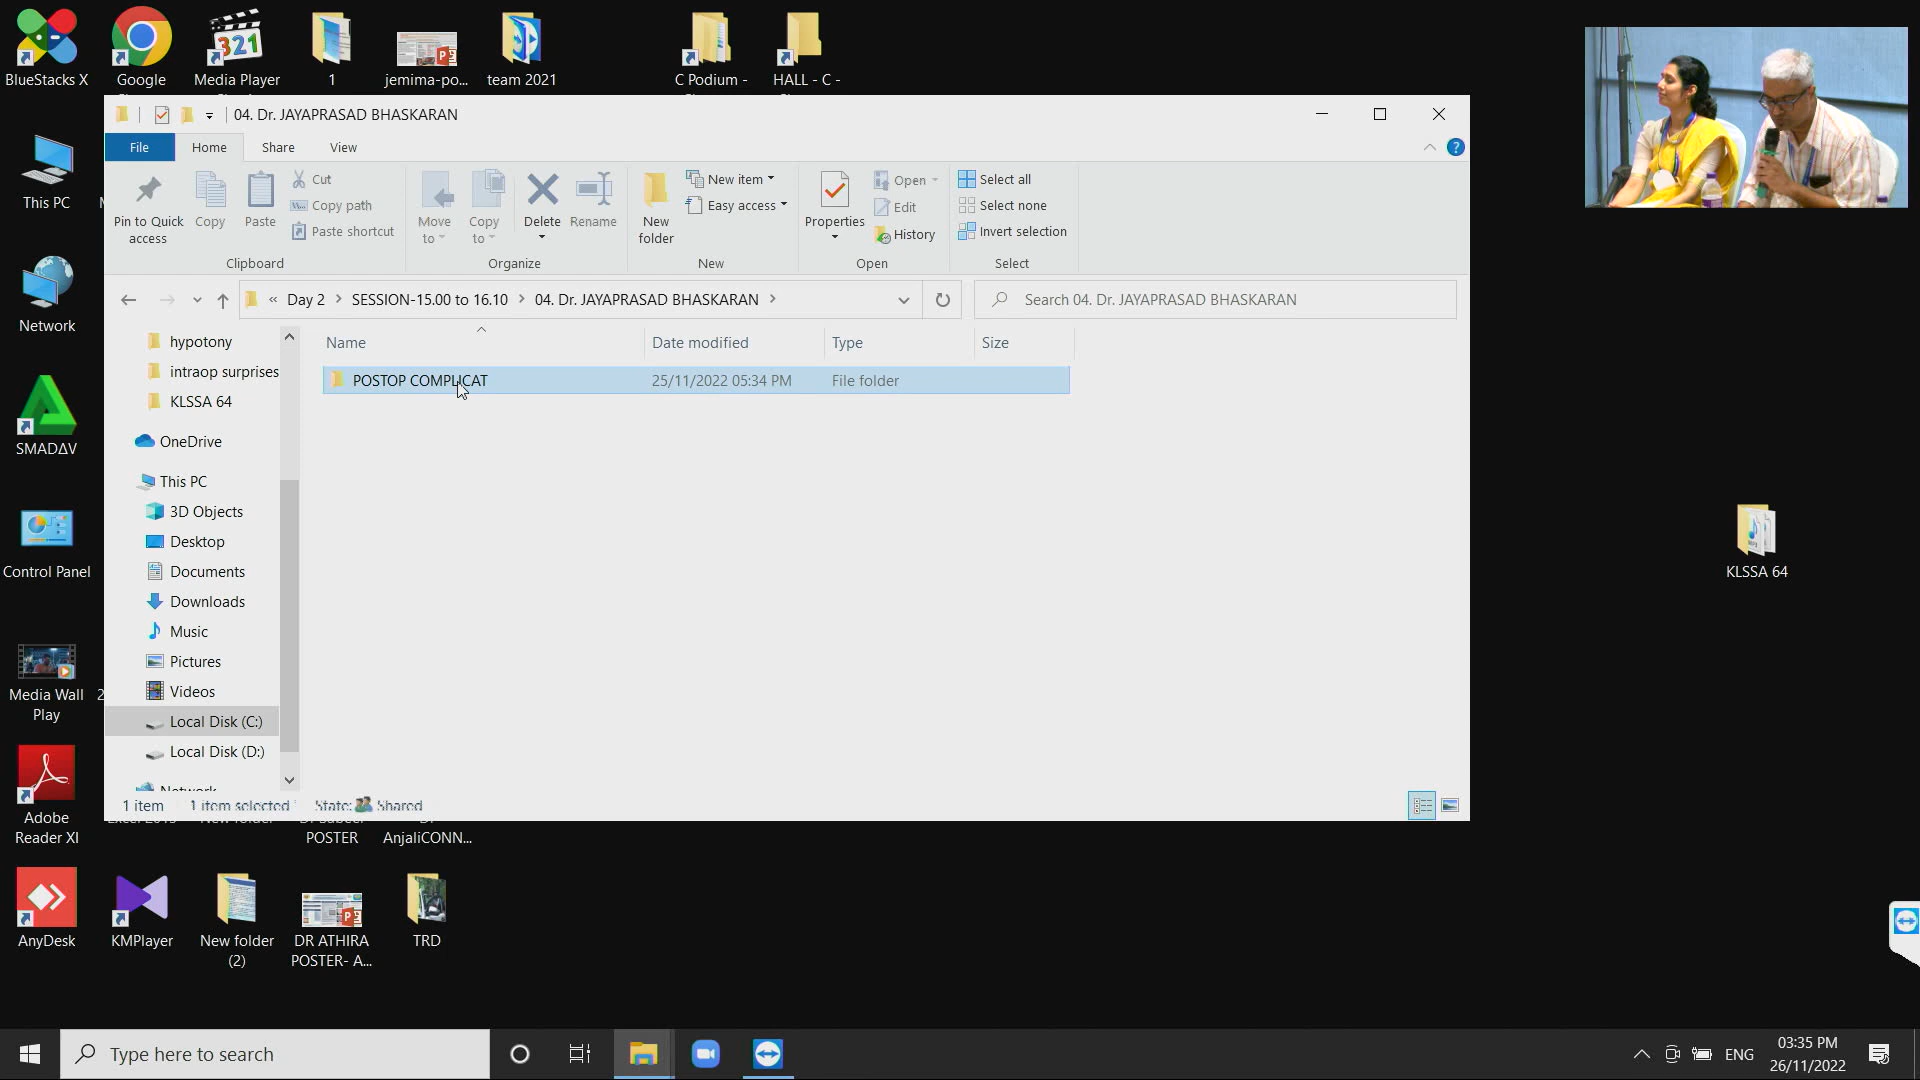 BlueStacks X
Google
Media Player
1
jemima-po...
team 2021
C Podium -
HALL - C -
04. Dr. JAYAPRASAD BHASKARAN
File
Home
Share
View
Pin to Quick
access
Copy
Paste
Cut
Copy path
Paste shortcut
Clipboard
Move
to
Copy
to
Delete
Rename
Organize
New
folder
New item
Easy access
New
Properties
Open
Edit
History
Open
Select all
Select none
Invert selection
Select
« Day 2 > SESSION-15.00 to 16.10 > 04. Dr. JAYAPRASAD BHASKARAN >
Search 04. Dr. JAYAPRASAD BHASKARAN
Name
Date modified
Type
Size
POSTOP COMPLICAT
25/11/2022 05:34 PM
File folder
hypotony
intraop surprises
KLSSA 64
OneDrive
This PC
3D Objects
Desktop
Documents
Downloads
Music
Pictures
Videos
Local Disk (C:)
Local Disk (D:)
Network
1 item
1 item selected
State:
Shared
This PC
Network
SMADΔV
Control Panel
Media Wall
Play
2
Adobe
Reader XI
New folder
POSTER
AnjaliCONN...
AnyDesk
KMPlayer
New folder
(2)
DR ATHIRA
POSTER- A...
TRD
KLSSA 64
Type here to search
ENG
03:35 PM
26/11/2022